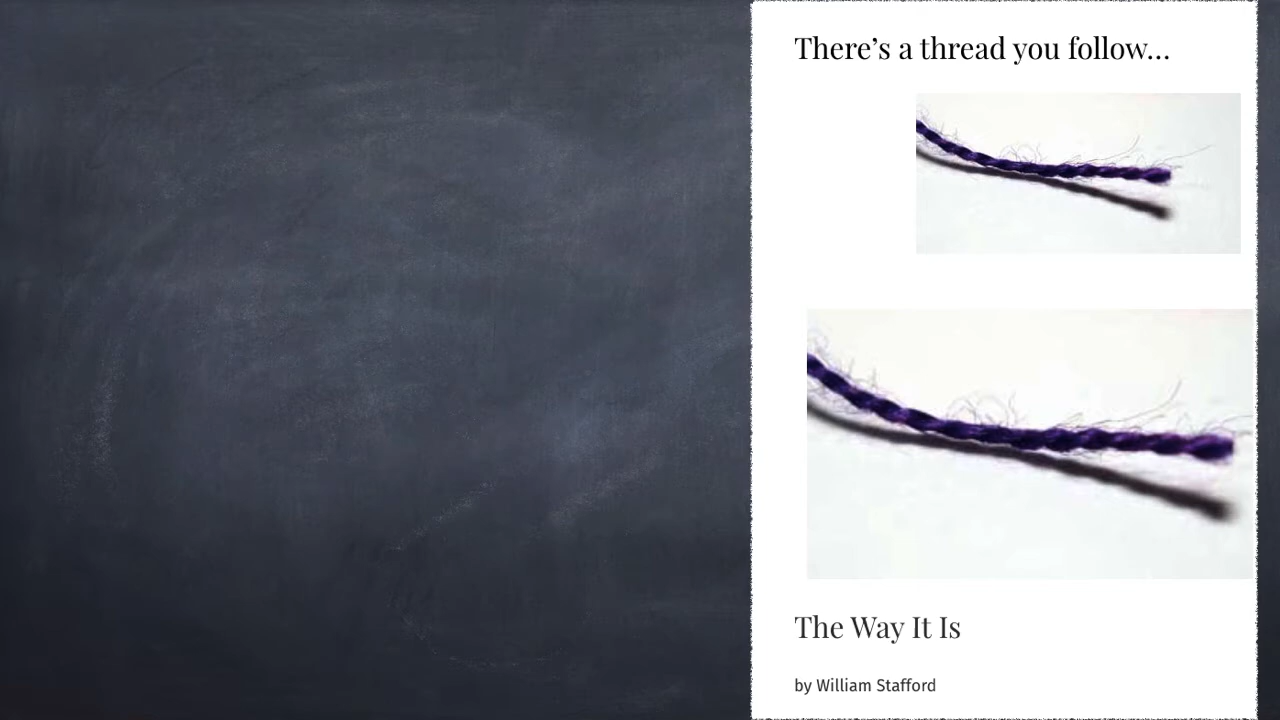 There’s a thread you follow…
The Way It Is
by William Stafford